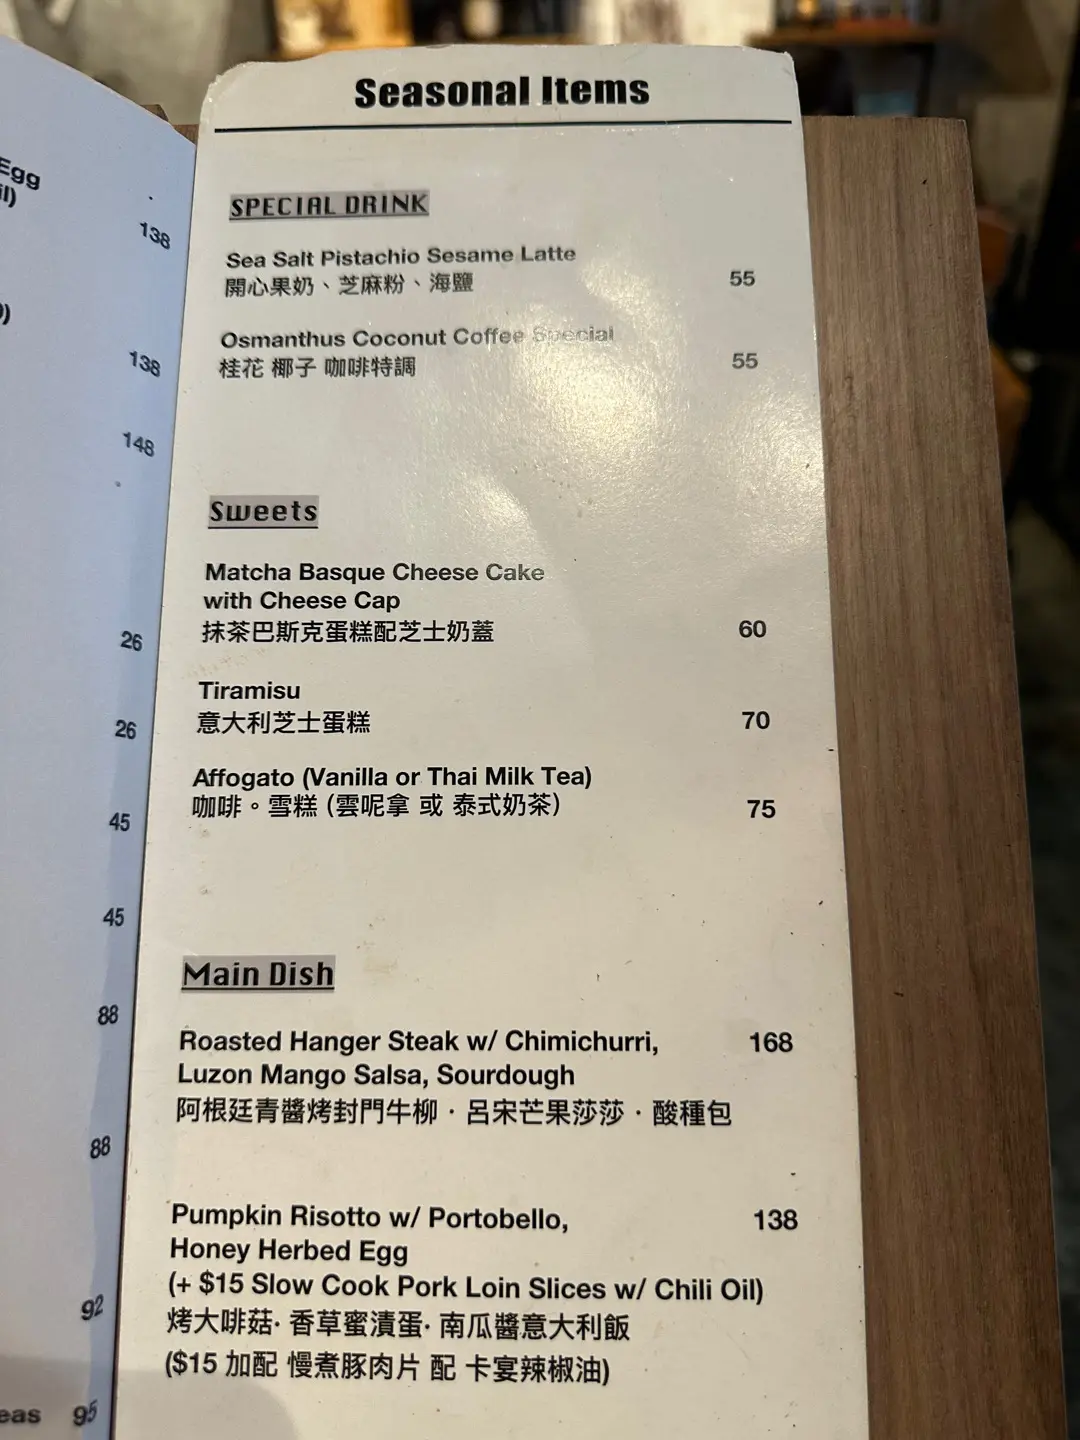 Egg
il)
138
)
138
148
26
26
45
45
88
88
92
eas 95
Seasonal Items
SPECIAL DRINK
Sea Salt Pistachio Sesame Latte
開心果奶、芝麻粉、海鹽 55
Osmanthus Coconut Coffee Special
桂花 椰子 咖啡特調 55
Sweets
Matcha Basque Cheese Cake
with Cheese Cap
抹茶巴斯克蛋糕配芝士奶蓋 60
Tiramisu
意大利芝士蛋糕 70
Affogato (Vanilla or Thai Milk Tea)
咖啡。雪糕 (雲呢拿 或 泰式奶茶) 75
Main Dish
Roasted Hanger Steak w/ Chimichurri, 168
Luzon Mango Salsa, Sourdough
阿根廷青醬烤封門牛柳 · 呂宋芒果莎莎 · 酸種包
Pumpkin Risotto w/ Portobello, 138
Honey Herbed Egg
(+ $15 Slow Cook Pork Loin Slices w/ Chili Oil)
烤大啡菇· 香草蜜漬蛋· 南瓜醬意大利飯
($15 加配 慢煮豚肉片 配 卡宴辣椒油)